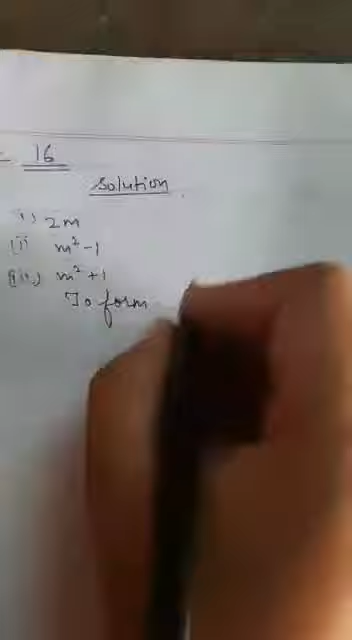 16
Solution
i) 2m
(ii m² - 1
(iii) m² + 1
To form